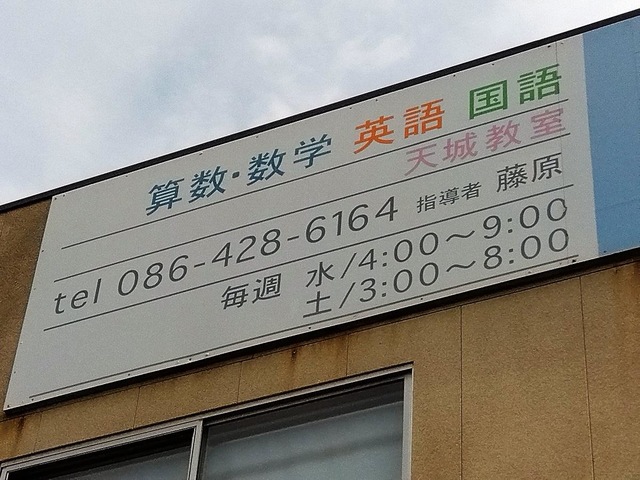 算数・数学 英語 国語
天城教室
tel 086-428-6164 指導者 藤原
毎週 水/4:00〜9:00
土/3:00〜8:00